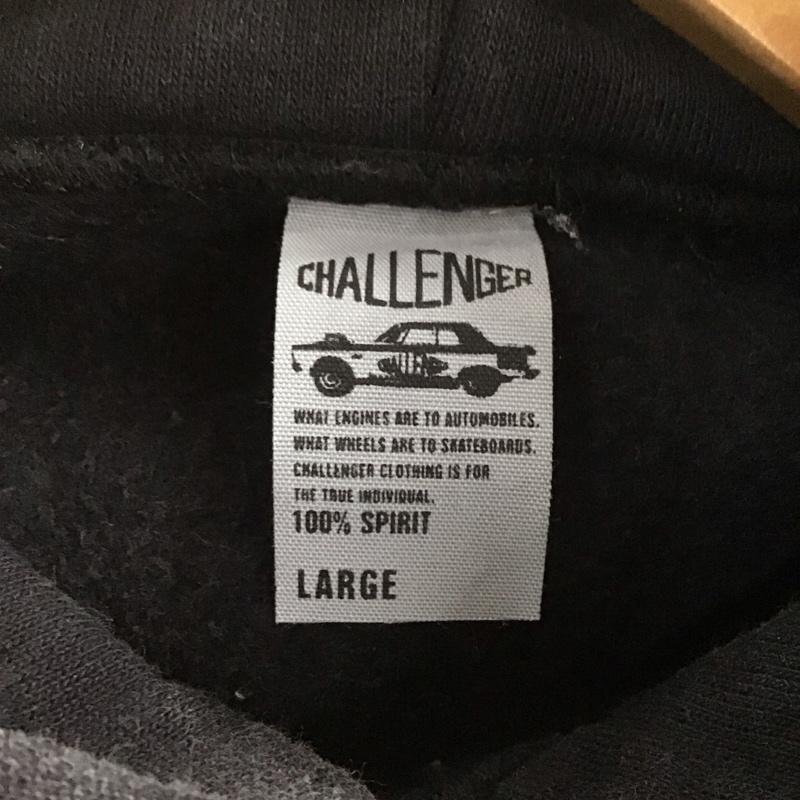 CHALLENGER
WHAT ENGINES ARE TO AUTOMOBILES.
WHAT WHEELS ARE TO SKATEBOARDS.
CHALLENGER CLOTHING IS FOR
THE TRUE INDIVIDUAL.
100% SPIRIT
LARGE